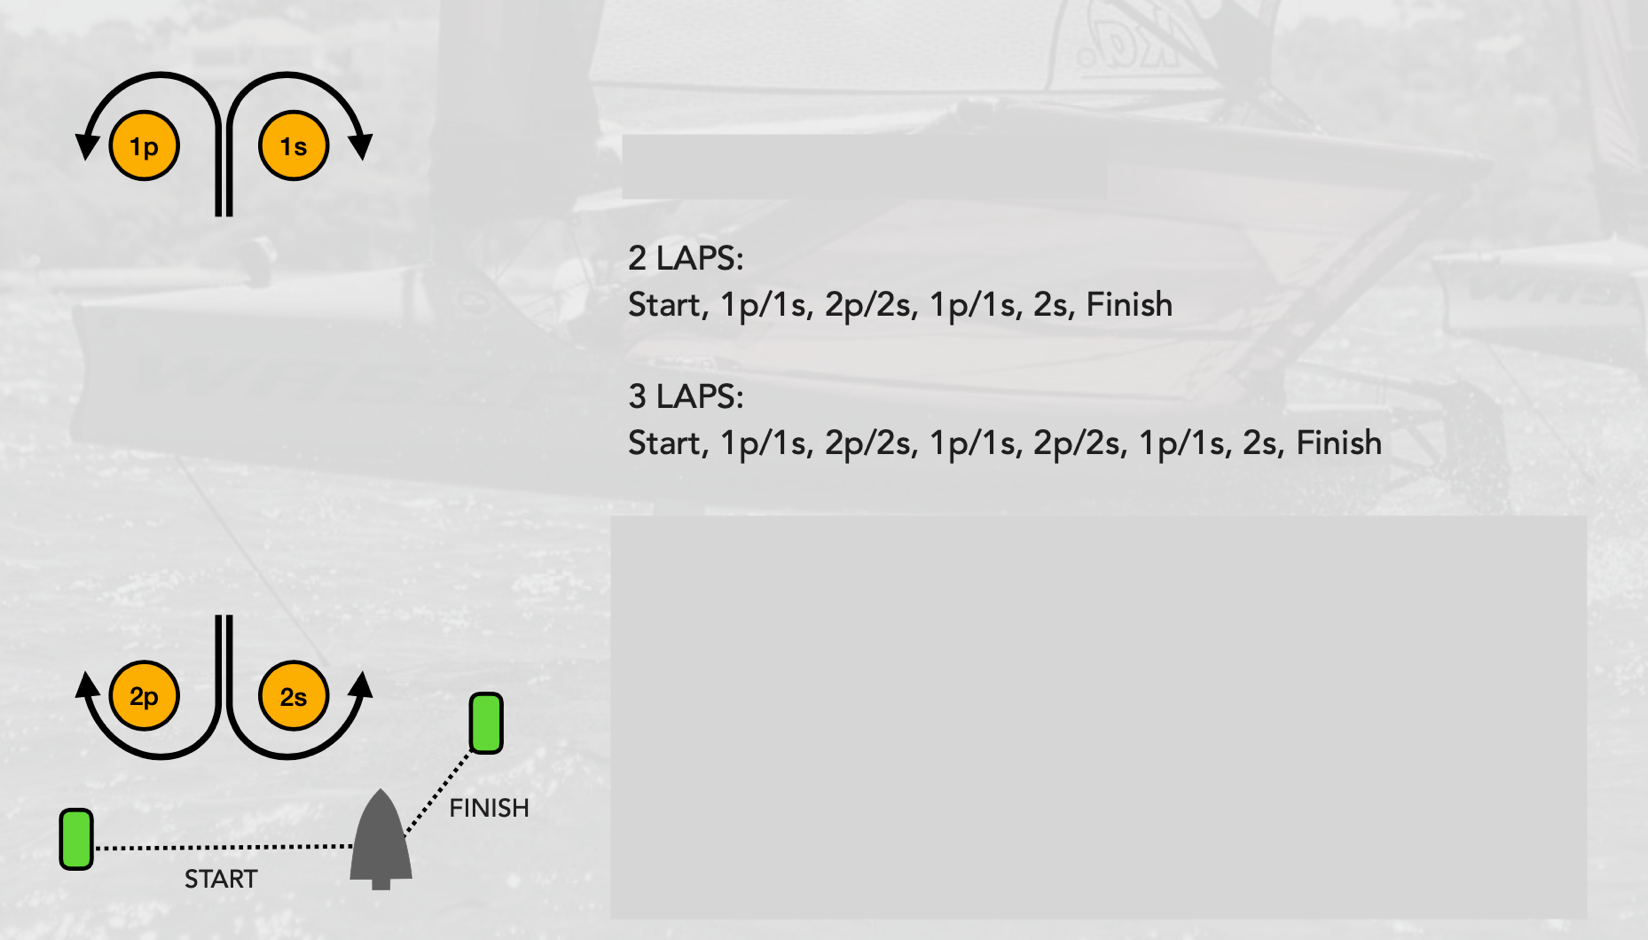 1p
1s
2 LAPS:
Start, 1p/1s, 2p/2s, 1p/1s, 2s, Finish
3 LAPS:
Start, 1p/1s, 2p/2s, 1p/1s, 2p/2s, 1p/1s, 2s, Finish
2p
2s
FINISH
START